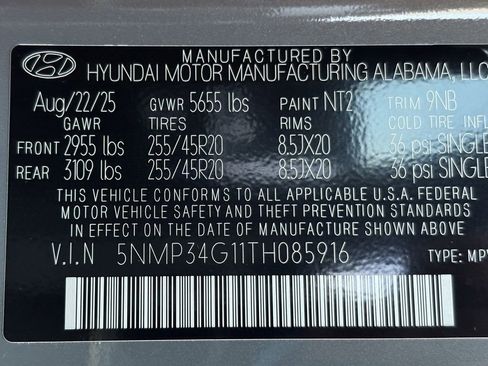 MANUFACTURED BY
HYUNDAI MOTOR MANUFACTURING ALABAMA, LLC
Aug/22/25 GVWR 5655 lbs PAINT NT2 TRIM 9NB
GAWR TIRES RIMS COLD TIRE INFL
FRONT 2955 lbs 255/45R20 8.5JX20 36 psi SINGLE
REAR 3109 lbs 255/45R20 8.5JX20 36 psi SINGLE
THIS VEHICLE CONFORMS TO ALL APPLICABLE U.S.A. FEDERAL
MOTOR VEHICLE SAFETY AND THEFT PREVENTION STANDARDS
IN EFFECT ON THE DATE OF MANUFACTURE SHOWN ABOVE
V.I.N 5NMP34G11TH085916 TYPE: MPV